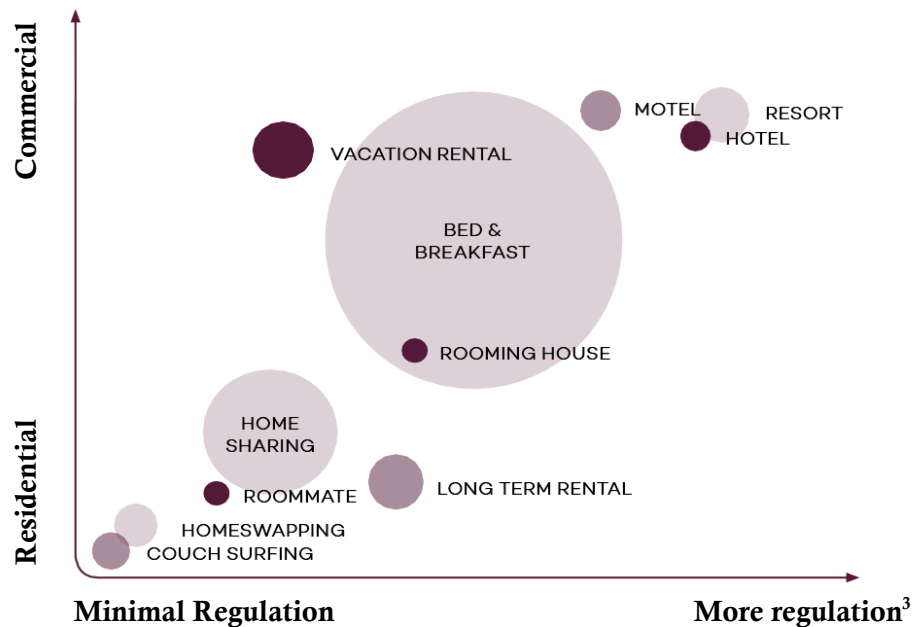 Commercial
Residential
MOTEL
RESORT
HOTEL
VACATION RENTAL
BED &
BREAKFAST
ROOMING HOUSE
HOME
SHARING
LONG TERM RENTAL
ROOMMATE
HOMESWAPPING
COUCH SURFING
Minimal Regulation
More regulation³